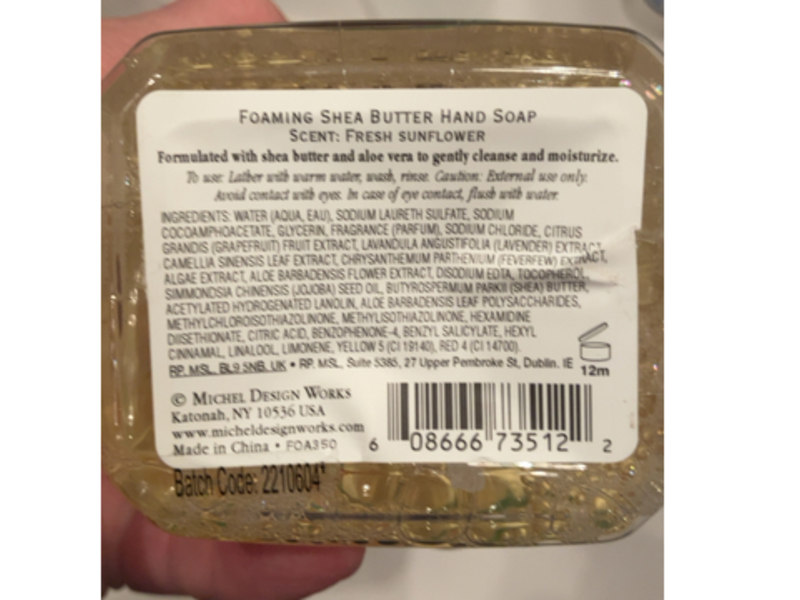 FOAMING SHEA BUTTER HAND SOAP
SCENT: FRESH SUNFLOWER
Formulated with shea butter and aloe vera to gently cleanse and moisturize.
To use: Lather with warm water, wash, rinse. Caution: External use only.
Avoid contact with eyes. In case of eye contact, flush with water.
INGREDIENTS: WATER (AQUA, EAU), SODIUM LAURETH SULFATE, SODIUM
COCOAMPHOACETATE, GLYCERIN, FRAGRANCE (PARFUM), SODIUM CHLORIDE, CITRUS
GRANDIS (GRAPEFRUIT) FRUIT EXTRACT, LAVANDULA ANGUSTIFOLIA (LAVENDER) EXTRACT,
CAMELLIA SINENSIS LEAF EXTRACT, CHRYSANTHEMUM PARTHENIUM (FEVERFEW) EXTRACT,
ALGAE EXTRACT, ALOE BARBADENSIS FLOWER EXTRACT, DISODIUM EDTA, TOCOPHEROL,
SIMMONDSIA CHINENSIS (JOJOBA) SEED OIL, BUTYROSPERMUM PARKII (SHEA) BUTTER,
ACETYLATED HYDROGENATED LANOLIN, ALOE BARBADENSIS LEAF POLYSACCHARIDES,
METHYLCHLOROISOTHIAZOLINONE, METHYLISOTHIAZOLINONE, HEXAMIDINE
DIISETHIONATE, CITRIC ACID, BENZOPHENONE-4, BENZYL SALICYLATE, HEXYL
CINNAMAL, LINALOOL, LIMONENE, YELLOW 5 (CI 19140), RED 4 (CI 14700).
RP. MSL, BL9 5NB. UK • RP. MSL, Suite 5385, 27 Upper Pembroke St, Dublin. IE
12m
© MICHEL DESIGN WORKS
Katonah, NY 10536 USA
www.micheldesignworks.com
Made in China • FOA350
6 08666 73512 2
Batch Code: 2210604*